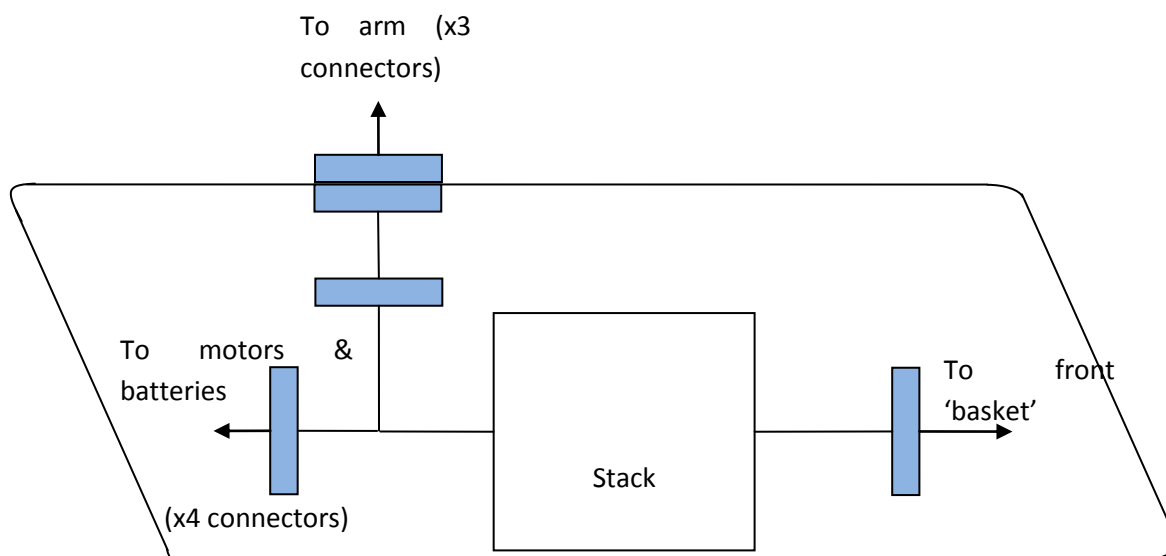 To arm (x3
connectors)
To motors &
batteries
(x4 connectors)
Stack
To front
‘basket’